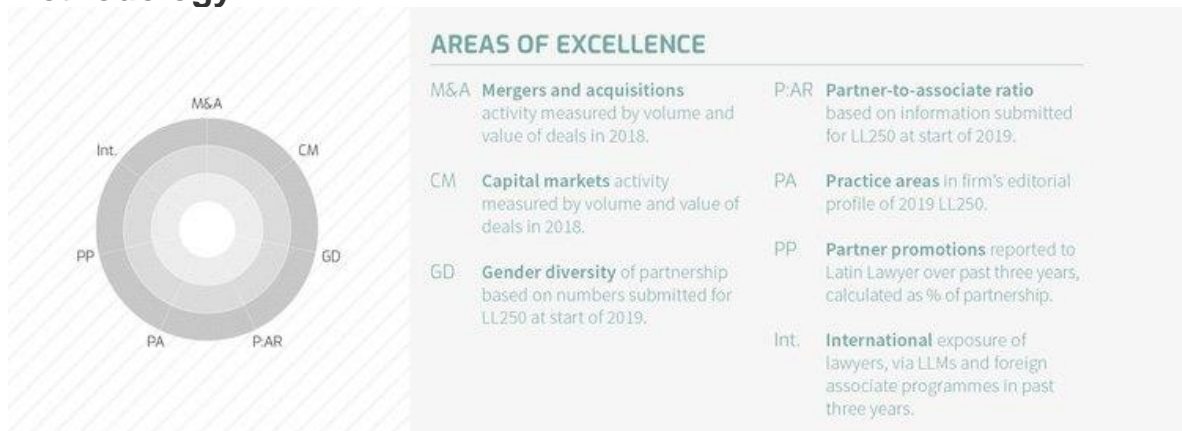 AREAS OF EXCELLENCE
M&A
Int.
CM
PP
GD
PA
P:AR
M&A Mergers and acquisitions
activity measured by volume and
value of deals in 2018.
CM Capital markets activity
measured by volume and value of
deals in 2018.
GD Gender diversity of partnership
based on numbers submitted for
LL250 at start of 2019.
P:AR Partner-to-associate ratio
based on information submitted
for LL250 at start of 2019.
PA Practice areas in firm's editorial
profile of 2019 LL250.
PP Partner promotions reported to
Latin Lawyer over past three years,
calculated as % of partnership.
Int. International exposure of
lawyers, via LLMs and foreign
associate programmes in past
three years.